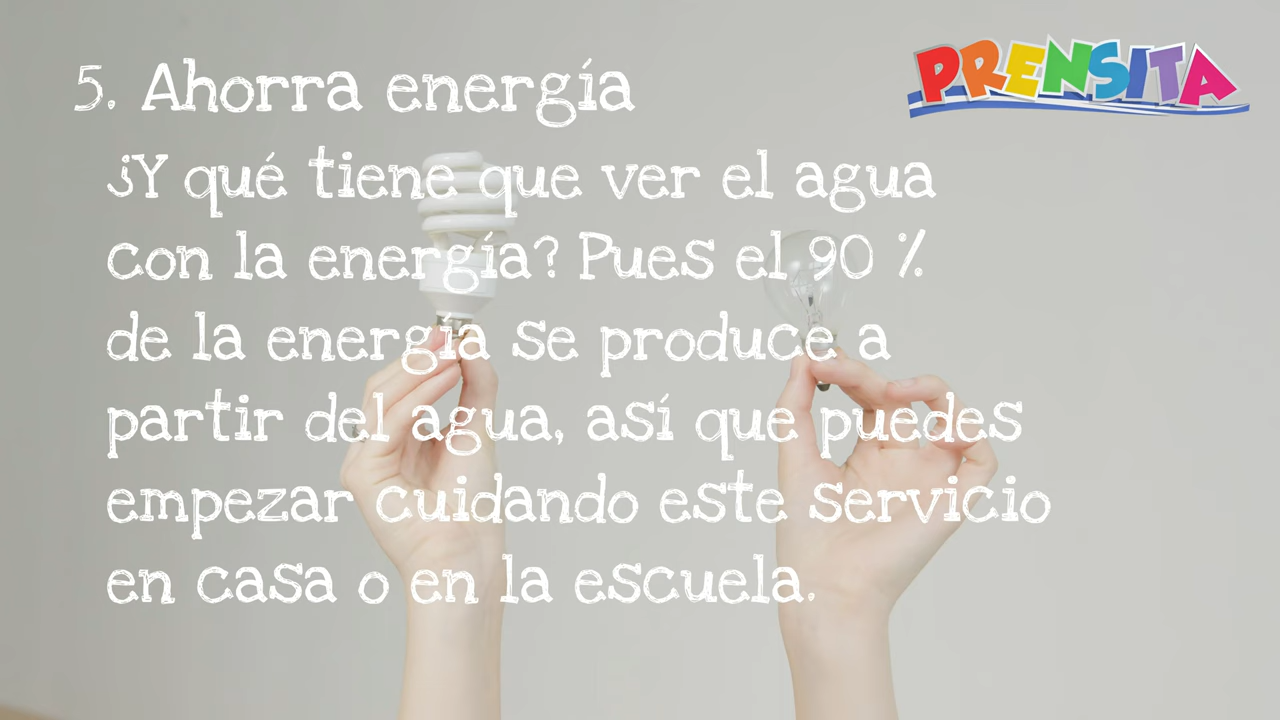 PRENSITA
5. Ahorra energía
¿Y qué tiene que ver el agua
con la energía? Pues el 90 %
de la energía se produce a
partir del agua, así que puedes
empezar cuidando este servicio
en casa o en la escuela.